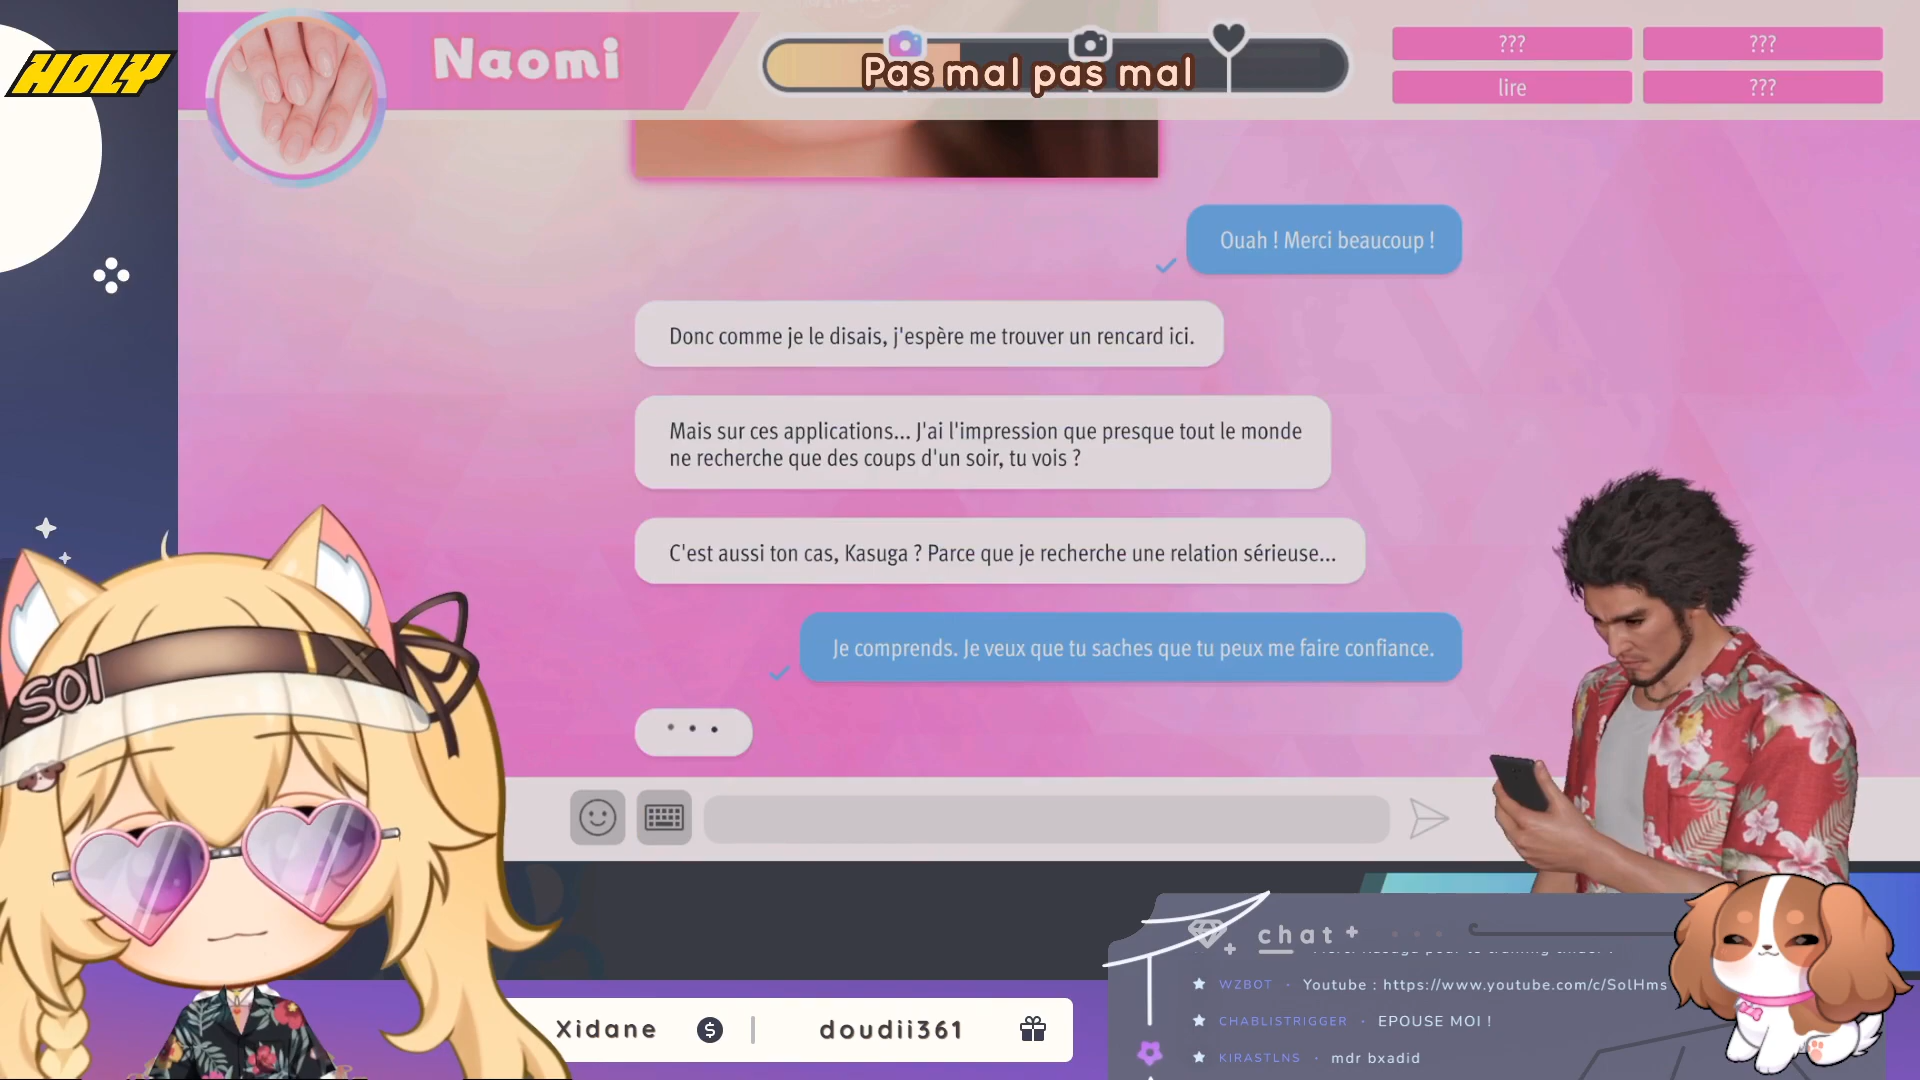 HOLY
Naomi
Pas mal pas mal
???
???
lire
???
Ouah ! Merci beaucoup !
Donc comme je le disais, j'espère me trouver un rencard ici.
Mais sur ces applications... J'ai l'impression que presque tout le monde
ne recherche que des coups d'un soir, tu vois ?
C'est aussi ton cas, Kasuga ? Parce que je recherche une relation sérieuse...
Je comprends. Je veux que tu saches que tu peux me faire confiance.
SOl
chat
WZBOT · Youtube : https://www.youtube.com/c/SolHms
CHABLISTRIGGER · EPOUSE MOI !
KIRASTLNS · mdr bxadid
Xidane
doudii361